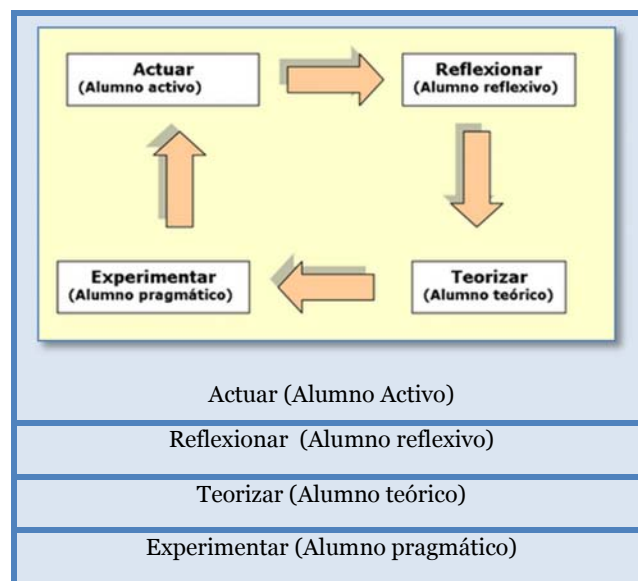 Actuar
(Alumno activo)
Reflexionar
(Alumno reflexivo)
Experimentar
(Alumno pragmático)
Teorizar
(Alumno teórico)
Actuar (Alumno Activo)
Reflexionar (Alumno reflexivo)
Teorizar (Alumno teórico)
Experimentar (Alumno pragmático)